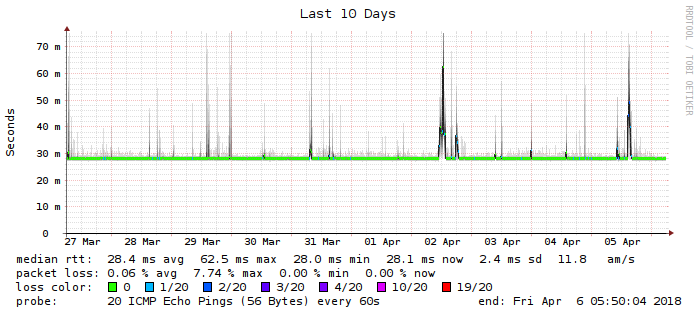 Last 10 Days
RRDTOOL / TOBI OETIKER
Seconds
70 m
60 m
50 m
40 m
30 m
20 m
10 m
0
27 Mar 28 Mar 29 Mar 30 Mar 31 Mar 01 Apr 02 Apr 03 Apr 04 Apr 05 Apr
median rtt: 28.4 ms avg 62.5 ms max 28.0 ms min 28.1 ms now 2.4 ms sd 11.8 am/s
packet loss: 0.06 % avg 7.74 % max 0.00 % min 0.00 % now
loss color: 0 1/20 2/20 3/20 4/20 10/20 19/20
probe: 20 ICMP Echo Pings (56 Bytes) every 60s end: Fri Apr 6 05:50:04 2018